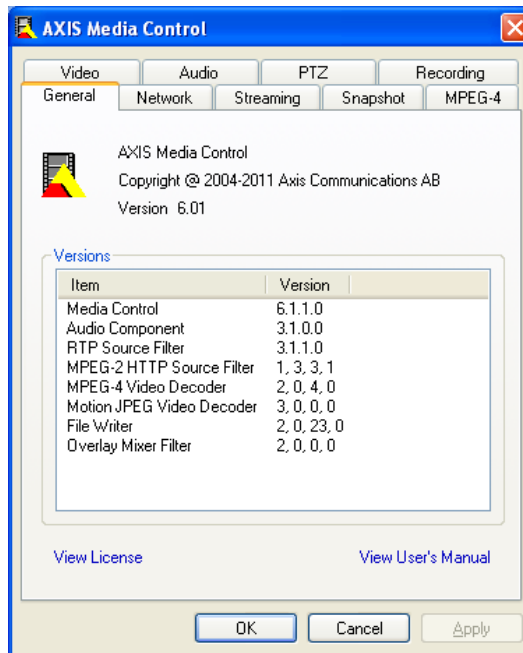 AXIS Media Control
Video Audio PTZ Recording
General Network Streaming Snapshot MPEG-4
AXIS Media Control
Copyright @ 2004-2011 Axis Communications AB
Version 6.01
Versions
Item Version
Media Control 6.1.1.0
Audio Component 3.1.0.0
RTP Source Filter 3.1.1.0
MPEG-2 HTTP Source Filter 1, 3, 3, 1
MPEG-4 Video Decoder 2, 0, 4, 0
Motion JPEG Video Decoder 3, 0, 0, 0
File Writer 2, 0, 23, 0
Overlay Mixer Filter 2, 0, 0, 0
View License View User's Manual
OK Cancel Apply